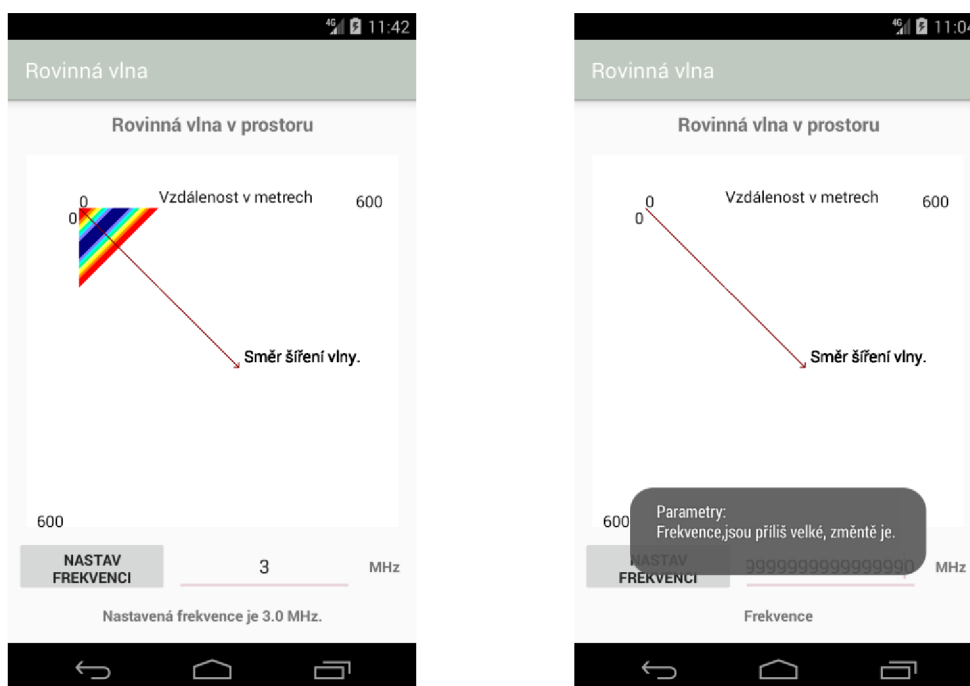 4G 11:42
Rovinná vlna
Rovinná vlna v prostoru
0 Vzdálenost v metrech 600
0
Směr šíření vlny.
600
NASTAV
FREKVENCI
3 MHz
Nastavená frekvence je 3.0 MHz.
4G 11:04
Rovinná vlna
Rovinná vlna v prostoru
0 Vzdálenost v metrech 600
0
Směr šíření vlny.
600
Parametry:
Frekvence,jsou příliš velké, změntě je.
NASTAV
FREKVENCI
MHz
Frekvence